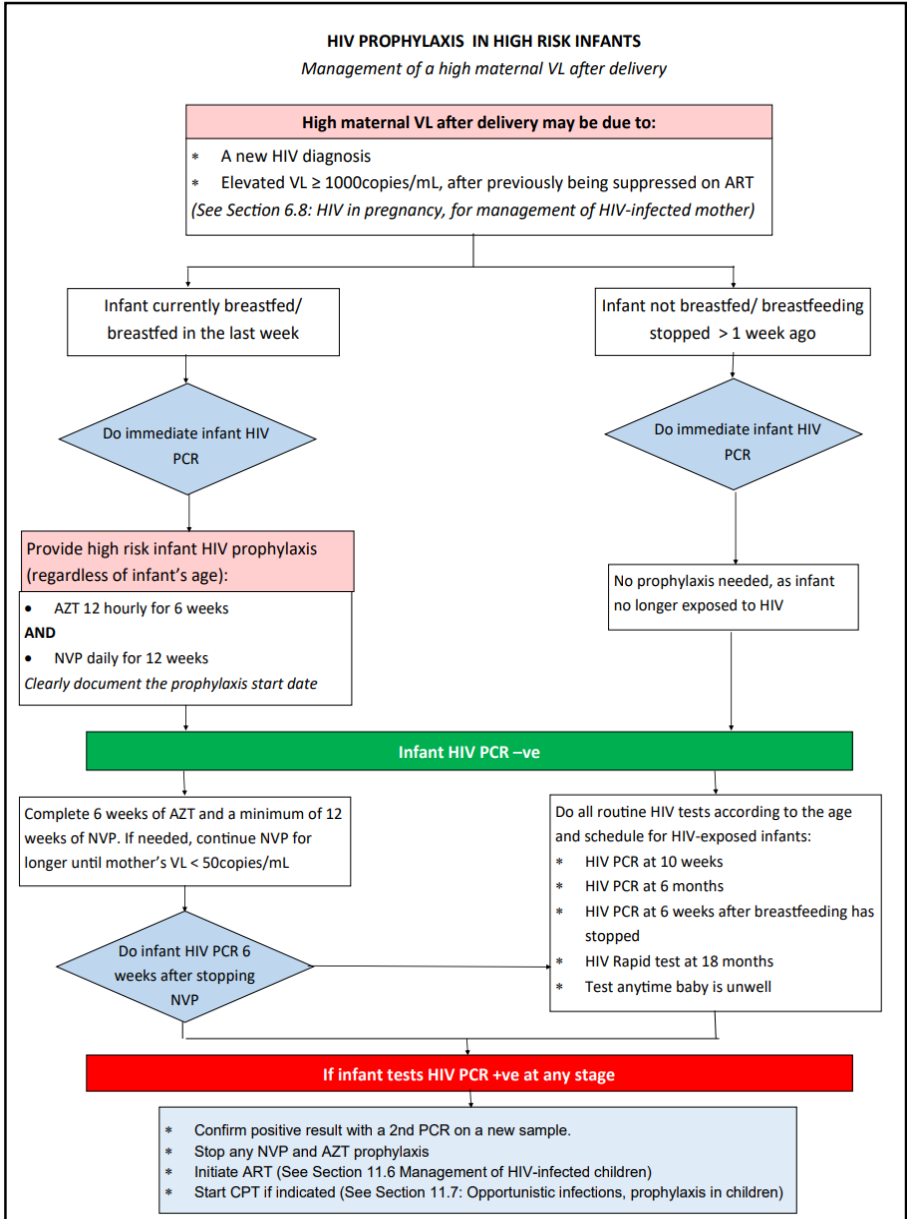 HIV PROPHYLAXIS IN HIGH RISK INFANTS
Management of a high maternal VL after delivery
High maternal VL after delivery may be due to:
* A new HIV diagnosis
* Elevated VL ≥ 1000copies/mL, after previously being suppressed on ART
(See Section 6.8: HIV in pregnancy, for management of HIV-infected mother)
Infant currently breastfed/
breastfed in the last week
Infant not breastfed/ breastfeeding
stopped > 1 week ago
Do immediate infant HIV
PCR
Do immediate infant HIV
PCR
Provide high risk infant HIV prophylaxis
(regardless of infant's age):
• AZT 12 hourly for 6 weeks
AND
• NVP daily for 12 weeks
Clearly document the prophylaxis start date
No prophylaxis needed, as infant
no longer exposed to HIV
Infant HIV PCR –ve
Complete 6 weeks of AZT and a minimum of 12
weeks of NVP. If needed, continue NVP for
longer until mother's VL < 50copies/mL
Do infant HIV PCR 6
weeks after stopping
NVP
Do all routine HIV tests according to the age
and schedule for HIV-exposed infants:
* HIV PCR at 10 weeks
* HIV PCR at 6 months
* HIV PCR at 6 weeks after breastfeeding has
stopped
* HIV Rapid test at 18 months
* Test anytime baby is unwell
If infant tests HIV PCR +ve at any stage
* Confirm positive result with a 2nd PCR on a new sample.
* Stop any NVP and AZT prophylaxis
* Initiate ART (See Section 11.6 Management of HIV-infected children)
* Start CPT if indicated (See Section 11.7: Opportunistic infections, prophylaxis in children)